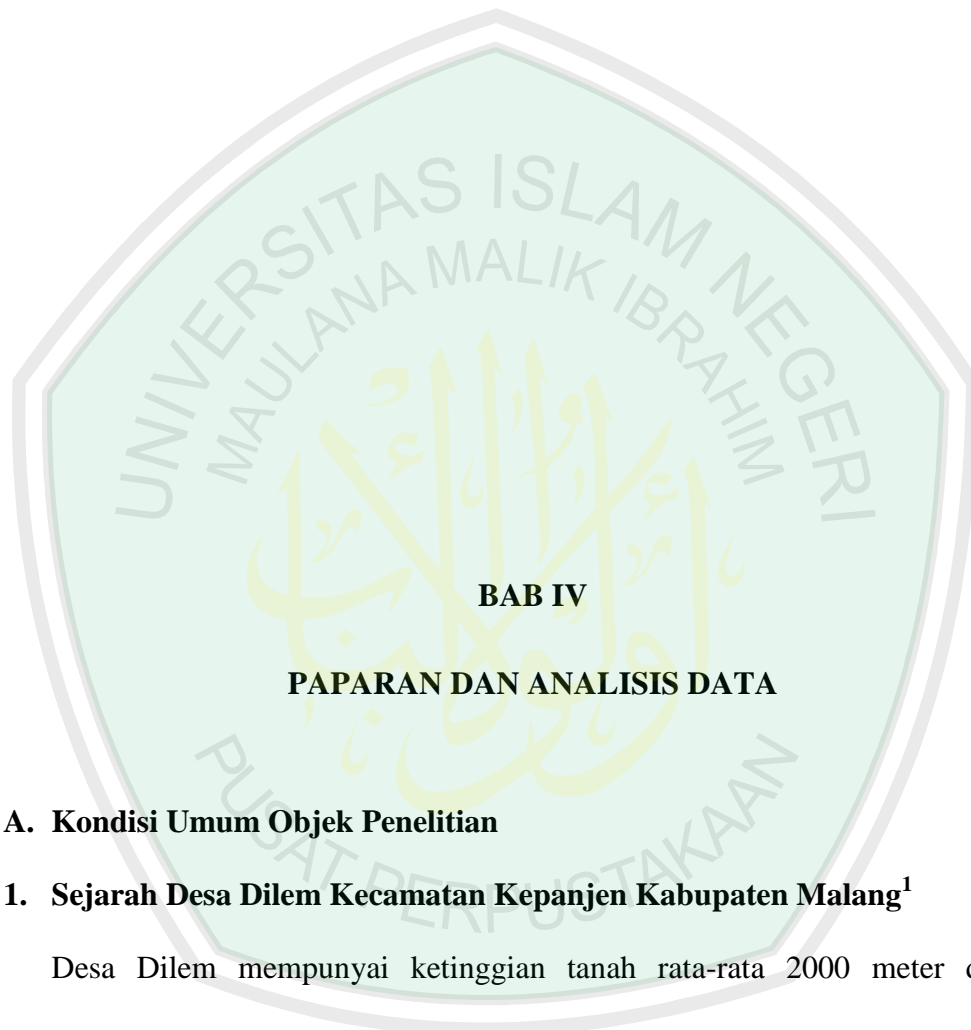 UNIVERSITAS ISLAM NEGERI
MAULANA MALIK IBRAHIM
BAB IV
PAPARAN DAN ANALISIS DATA
A. Kondisi Umum Objek Penelitian
PUSAT PERPUSTAKAAN
1. Sejarah Desa Dilem Kecamatan Kepanjen Kabupaten Malang1
Desa Dilem mempunyai ketinggian tanah rata-rata 2000 meter